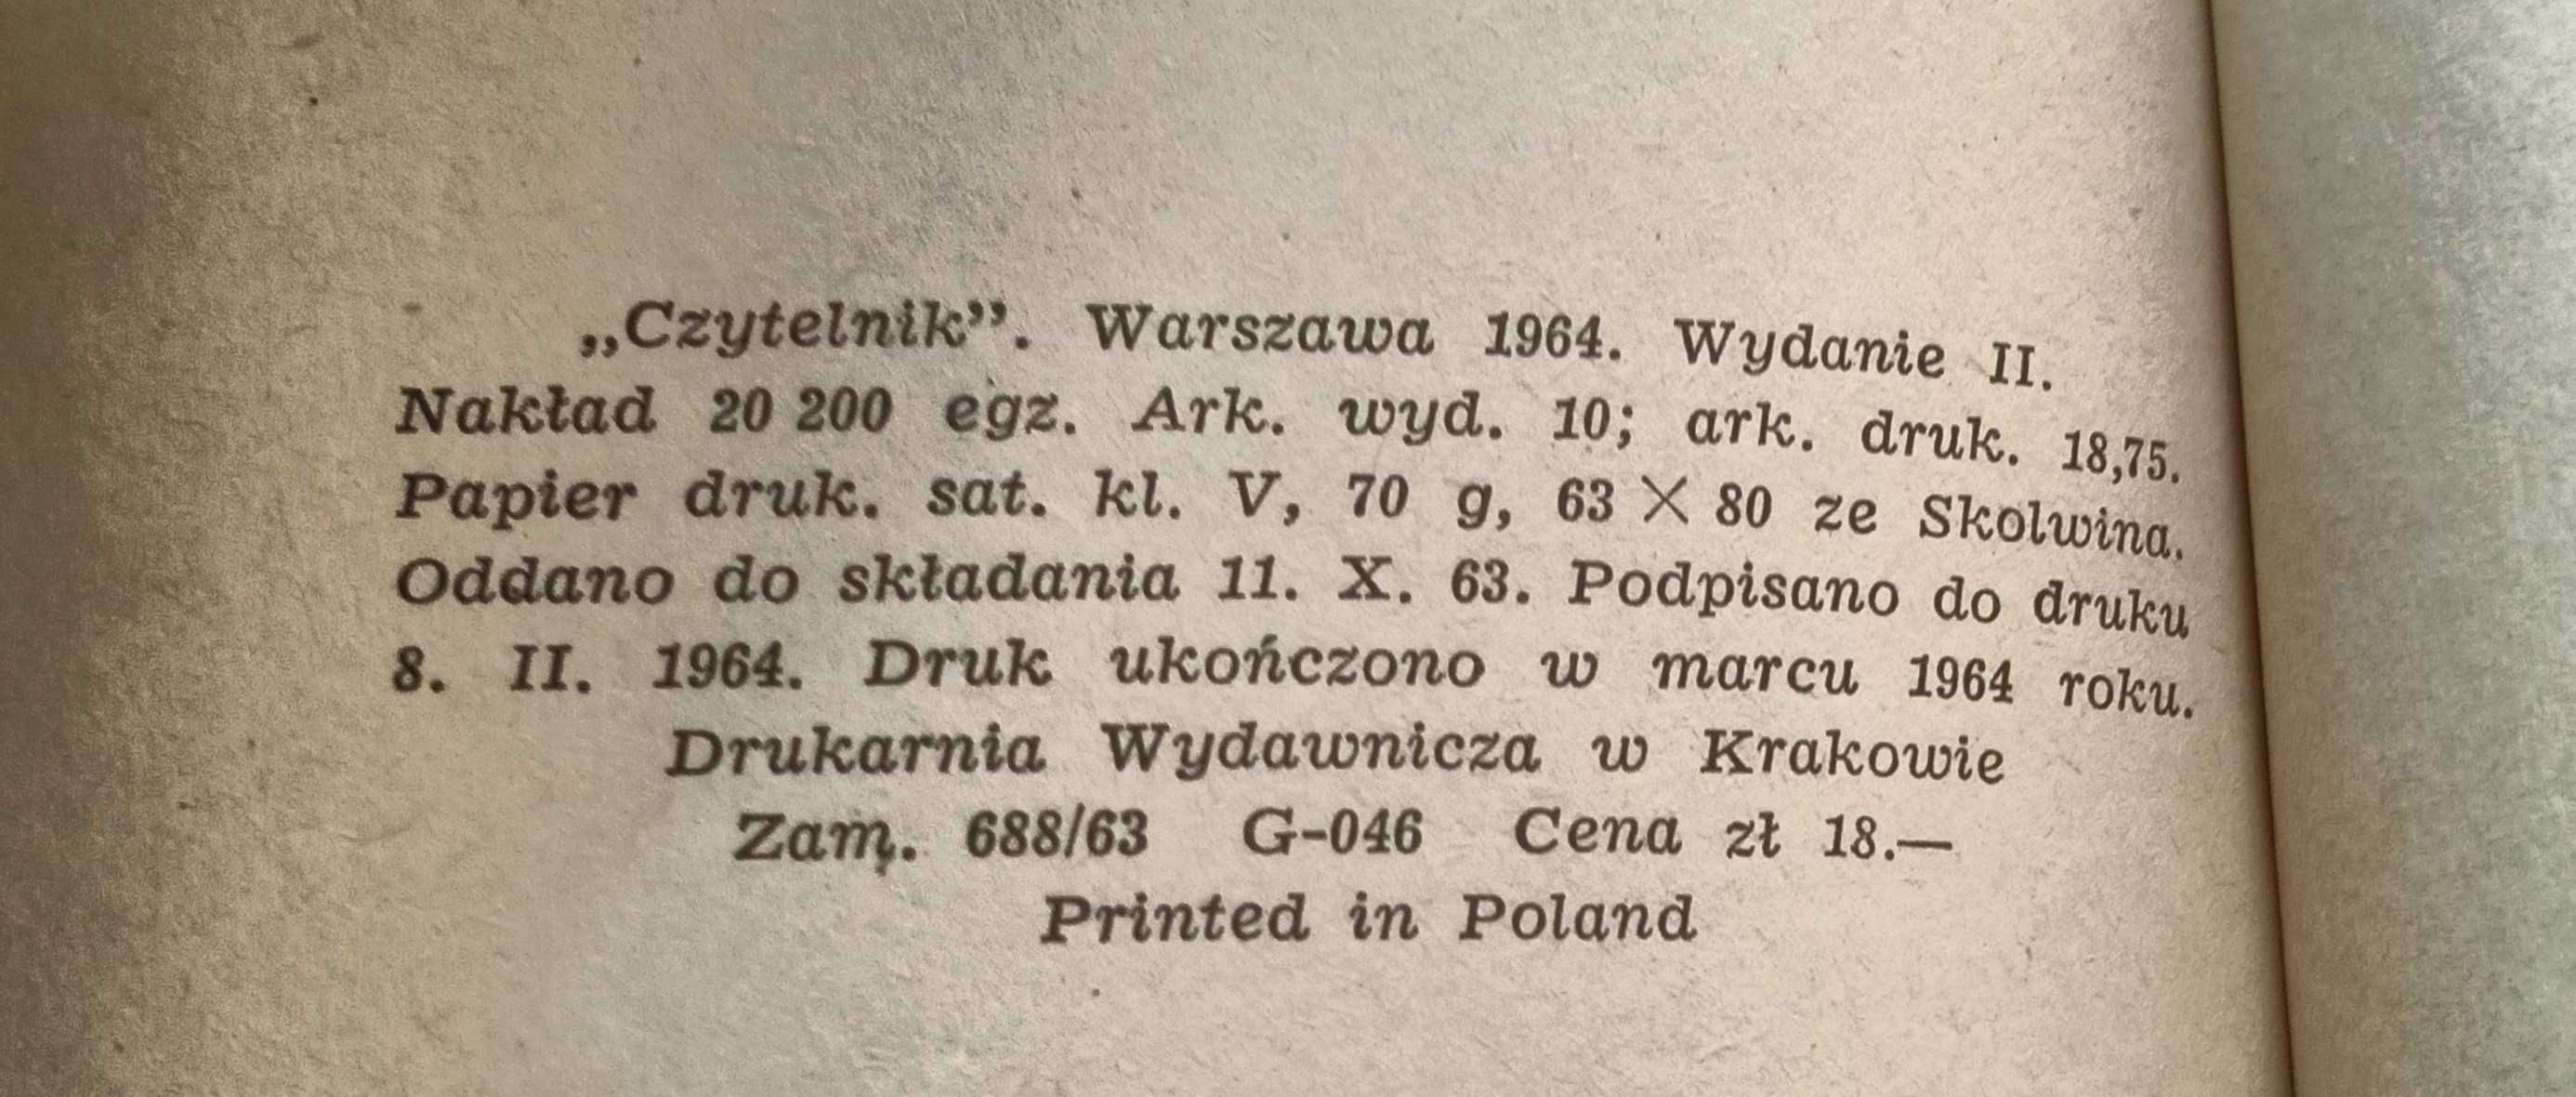 „Czytelnik”. Warszawa 1964. Wydanie II.
Nakład 20 200 egz. Ark. wyd. 10; ark. druk. 18,75.
Papier druk. sat. kl. V, 70 g, 63 × 80 ze Skolwina.
Oddano do składania 11. X. 63. Podpisano do druku
8. II. 1964. Druk ukończono w marcu 1964 roku.
Drukarnia Wydawnicza w Krakowie
Zam. 688/63 G-046 Cena zł 18.—
Printed in Poland